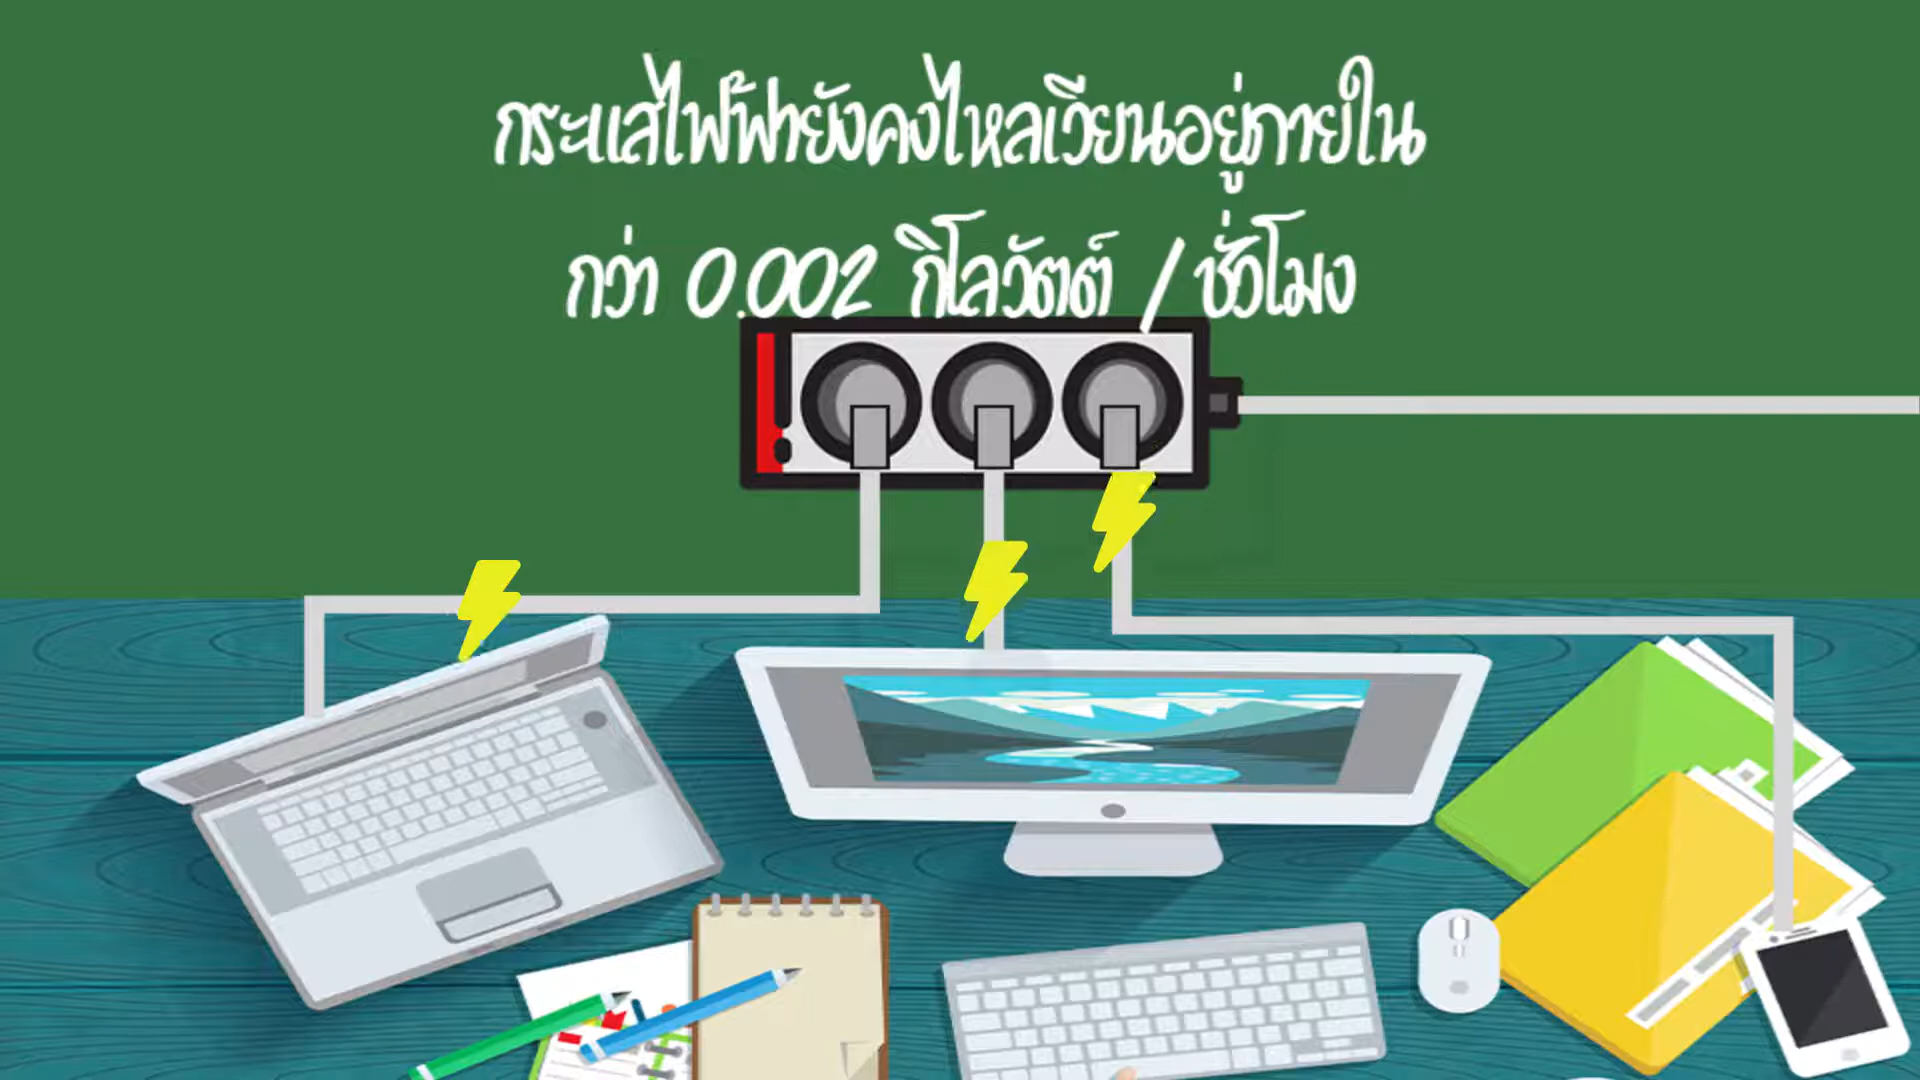 กระแสไฟฟ้ายังคงไหลเวียนอยู่ภายใน
กว่า 0.002 กิโลวัตต์ / ชั่วโมง